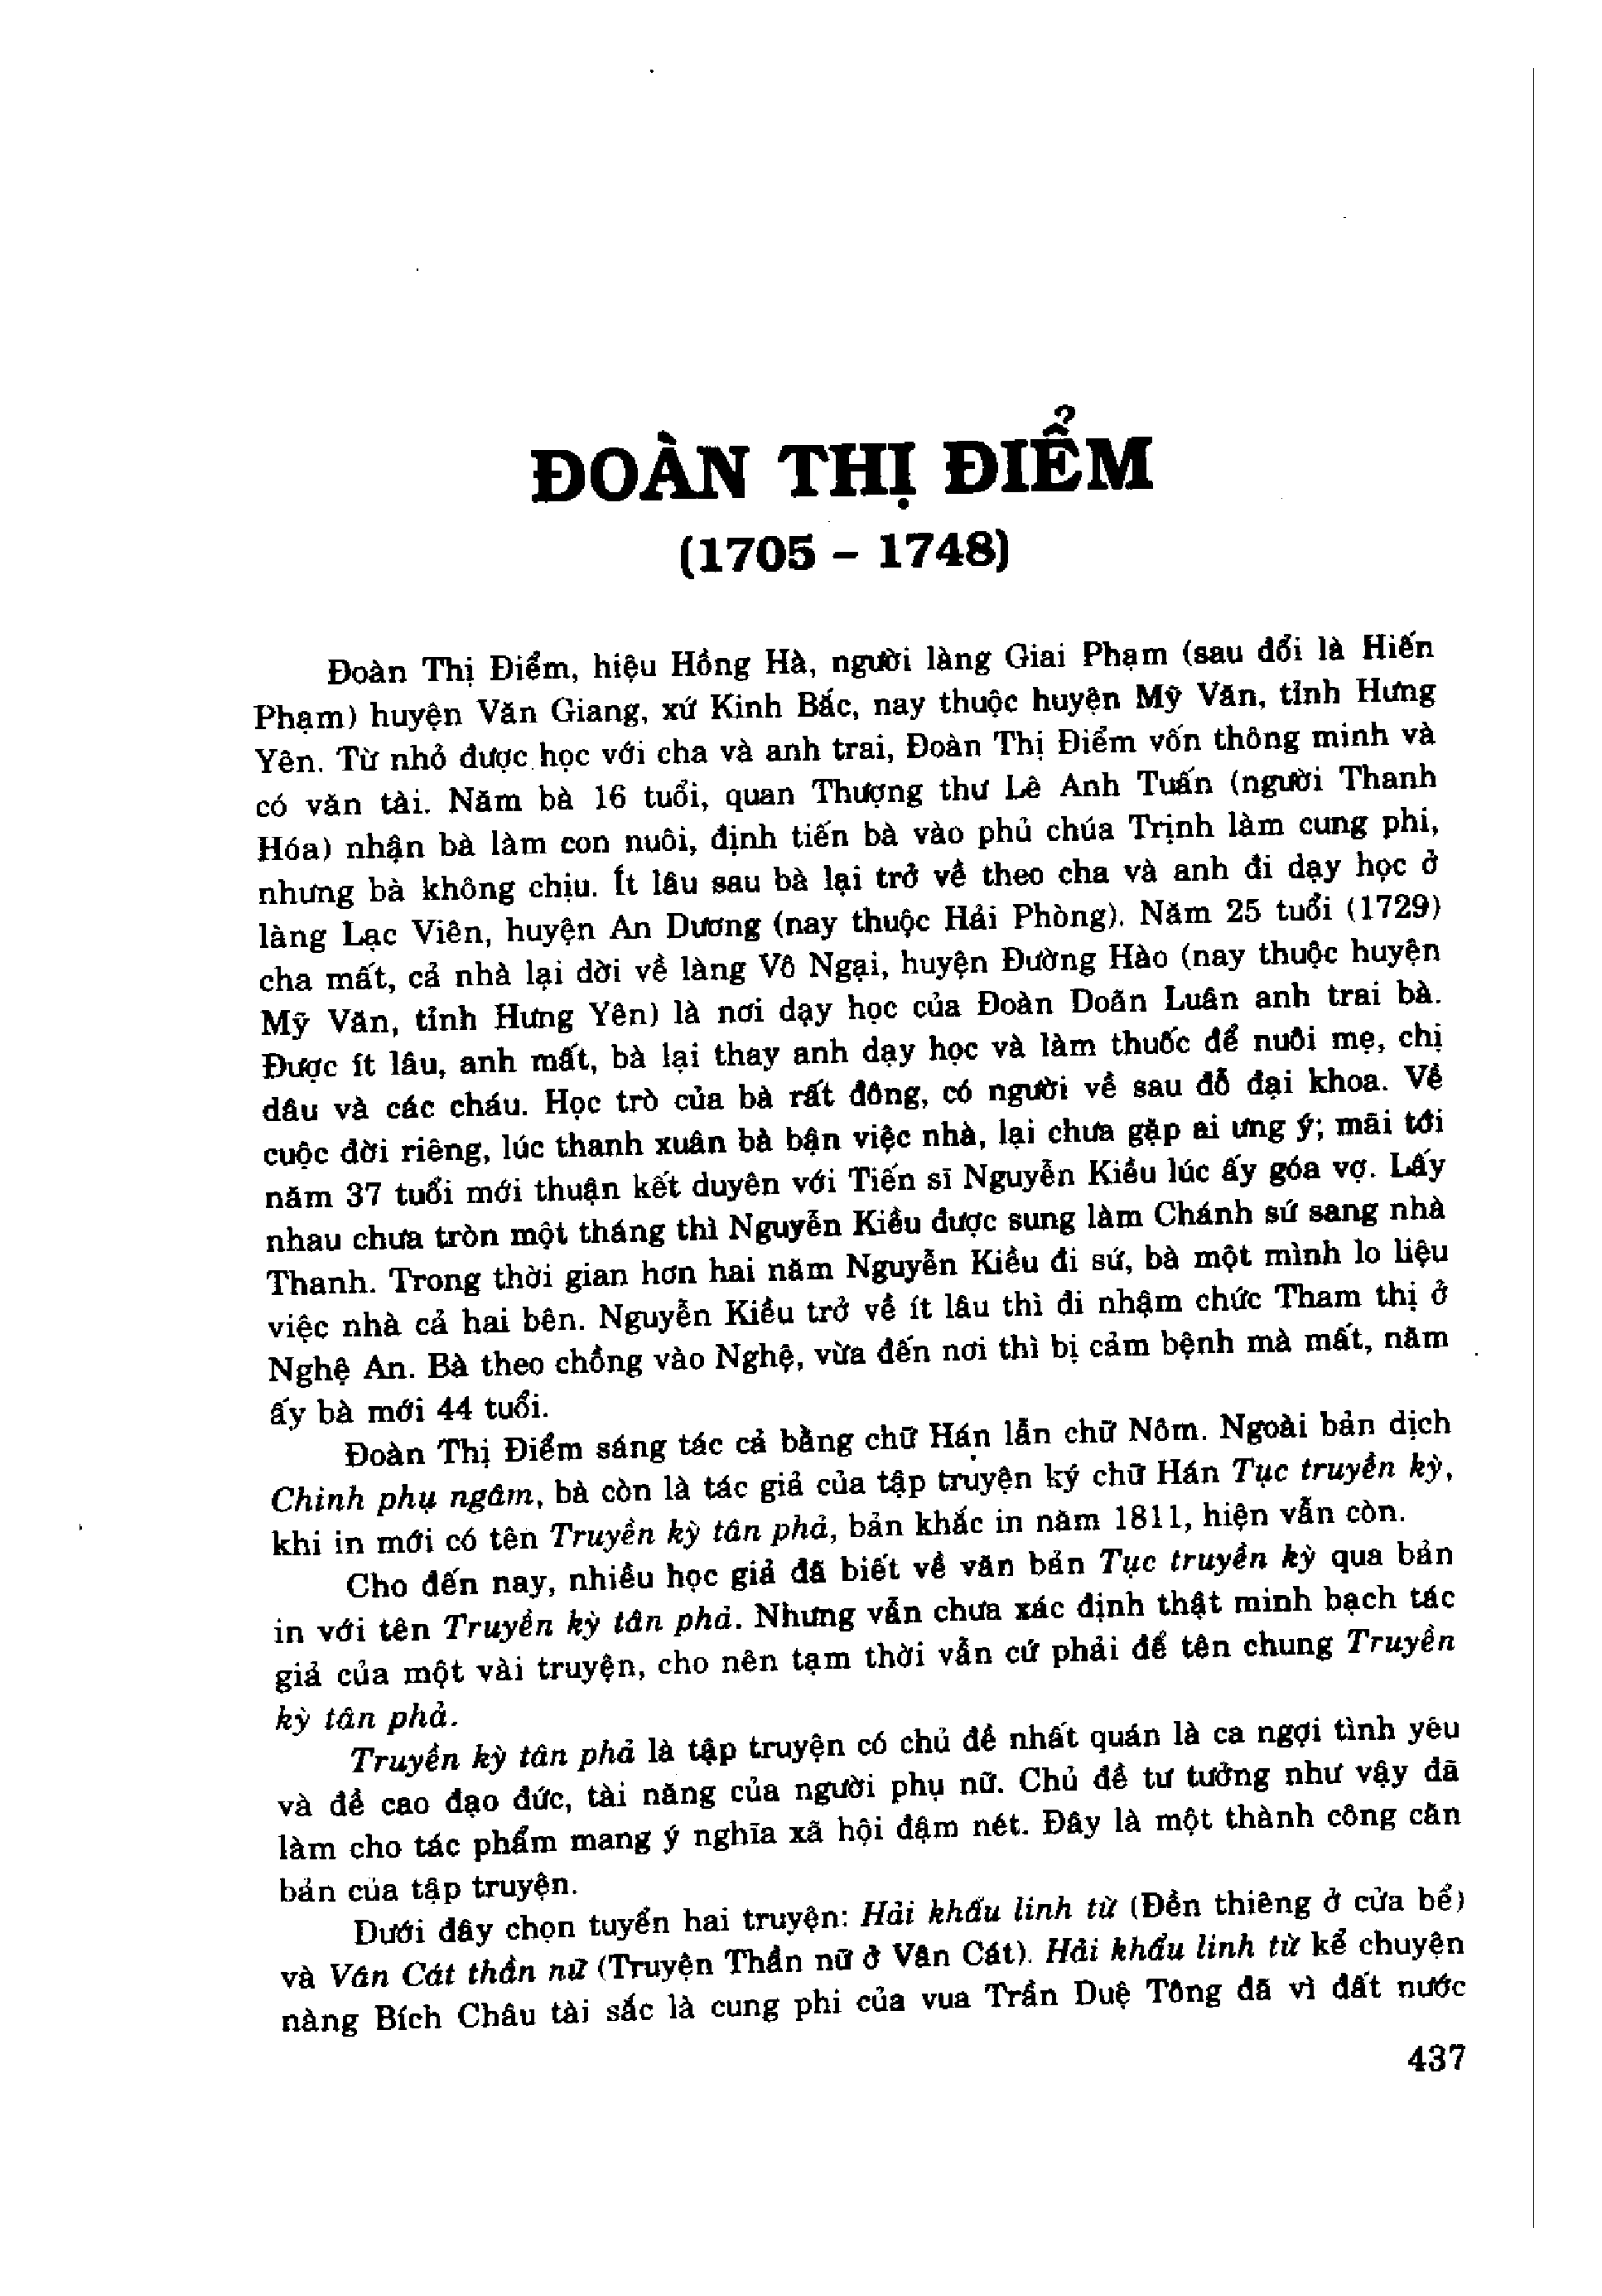 ĐOÀN THỊ ĐIỂM
(1705 – 1748)
Đoàn Thị Điểm, hiệu Hồng Hà, người làng Giai Phạm (sau đổi là Hiến
Phạm) huyện Văn Giang, xứ Kinh Bắc, nay thuộc huyện Mỹ Văn, tỉnh Hưng
Yên. Từ nhỏ được học với cha và anh trai, Đoàn Thị Điểm vốn thông minh và
có văn tài. Năm bà 16 tuổi, quan Thượng thư Lê Anh Tuấn (người Thanh
Hóa) nhận bà làm con nuôi, định tiến bà vào phủ chúa Trịnh làm cung phi,
nhưng bà không chịu. Ít lâu sau bà lại trở về theo cha và anh đi dạy học ở
làng Lạc Viên, huyện An Dương (nay thuộc Hải Phòng). Năm 25 tuổi (1729)
cha mất, cả nhà lại dời về làng Vô Ngại, huyện Đường Hào (nay thuộc huyện
Mỹ Văn, tỉnh Hưng Yên) là nơi dạy học của Đoàn Doãn Luân anh trai bà.
Được ít lâu, anh mất, bà lại thay anh dạy học và làm thuốc để nuôi mẹ, chị
dâu và các cháu. Học trò của bà rất đông, có người về sau đỗ đại khoa. Về
cuộc đời riêng, lúc thanh xuân bà bận việc nhà, lại chưa gặp ai ưng ý; mãi tới
năm 37 tuổi mới thuận kết duyên với Tiến sĩ Nguyễn Kiều lúc ấy góa vợ. Lấy
nhau chưa tròn một tháng thì Nguyễn Kiều được sung làm Chánh sứ sang nhà
Thanh. Trong thời gian hơn hai năm Nguyễn Kiều đi sứ, bà một mình lo liệu
việc nhà cả hai bên. Nguyễn Kiều trở về ít lâu thì đi nhậm chức Tham thị ở
Nghệ An. Bà theo chồng vào Nghệ, vừa đến nơi thì bị cảm bệnh mà mất, năm
ấy bà mới 44 tuổi.
Đoàn Thị Điểm sáng tác cả bằng chữ Hán lẫn chữ Nôm. Ngoài bản dịch
Chinh phụ ngâm, bà còn là tác giả của tập truyện ký chữ Hán Tục truyền kỳ,
khi in mới có tên Truyền kỳ tân phả, bản khắc in năm 1811, hiện vẫn còn.
Cho đến nay, nhiều học giả đã biết về văn bản Tục truyền kỳ qua bản
in với tên Truyền kỳ tân phả. Nhưng vẫn chưa xác định thật minh bạch tác
giả của một vài truyện, cho nên tạm thời vẫn cứ phải để tên chung Truyền
kỳ tân phả.
Truyền kỳ tân phả là tập truyện có chủ đề nhất quán là ca ngợi tình yêu
và đề cao đạo đức, tài năng của người phụ nữ. Chủ đề tư tưởng như vậy đã
làm cho tác phẩm mang ý nghĩa xã hội đậm nét. Đây là một thành công căn
bản của tập truyện.
Dưới đây chọn tuyển hai truyện: Hải khẩu linh từ (Đền thiêng ở cửa bể)
và Vân Cát thần nữ (Truyện Thần nữ ở Vân Cát). Hải khẩu linh từ kể chuyện
nàng Bích Châu tài sắc là cung phi của vua Trần Duệ Tông đã vì đất nước
437